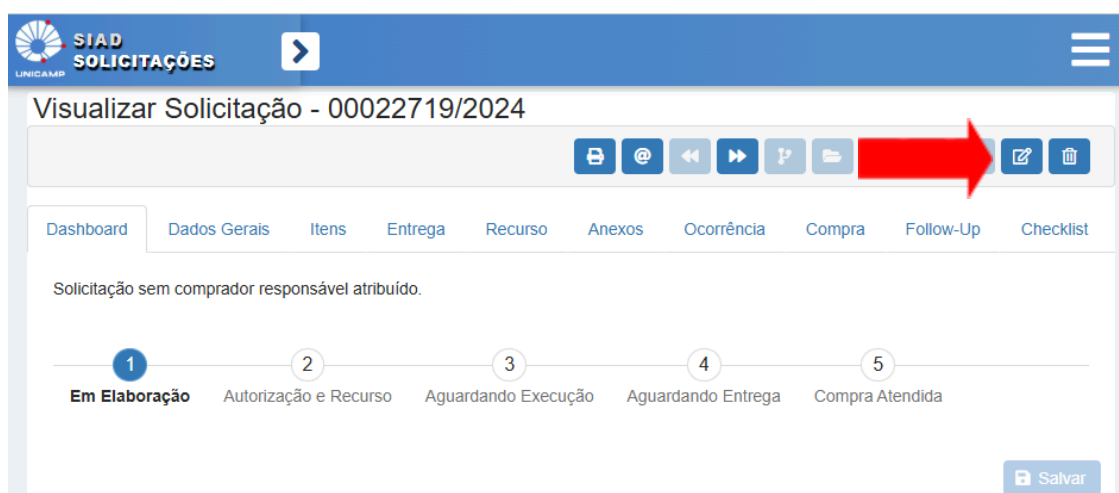 SIAD
SOLICITAÇÕES
UNICAMP
Visualizar Solicitação - 00022719/2024
@
Dashboard Dados Gerais Itens Entrega Recurso Anexos Ocorrência Compra Follow-Up Checklist
Solicitação sem comprador responsável atribuído.
1 2 3 4 5
Em Elaboração Autorização e Recurso Aguardando Execução Aguardando Entrega Compra Atendida
Salvar